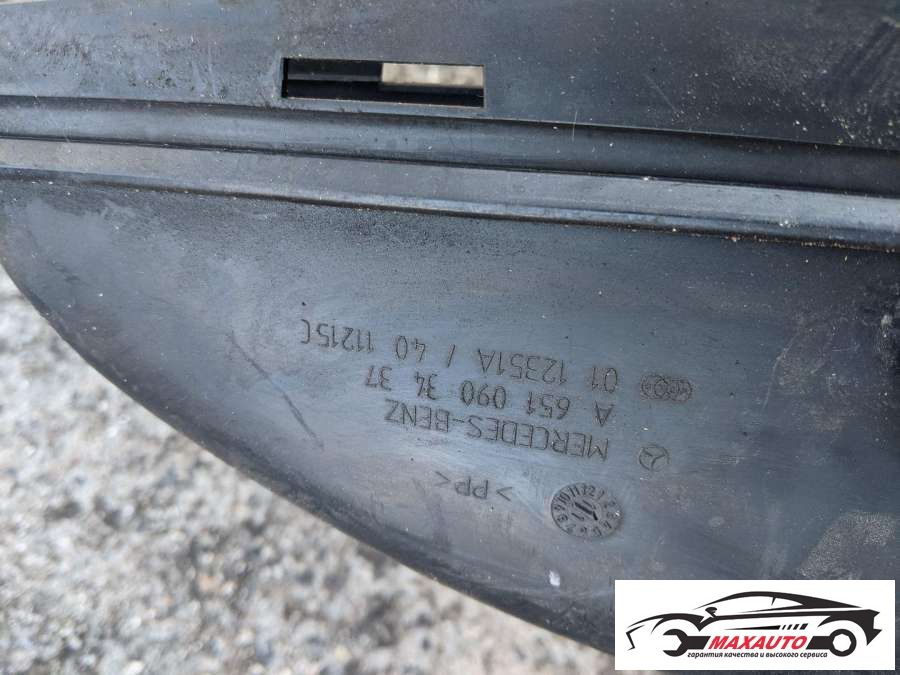 >PP<
MERCEDES-BENZ
A 651 090 34 37
01 12351A / 40 11215C
MAXAUTO
гарантия качества и высокого сервиса